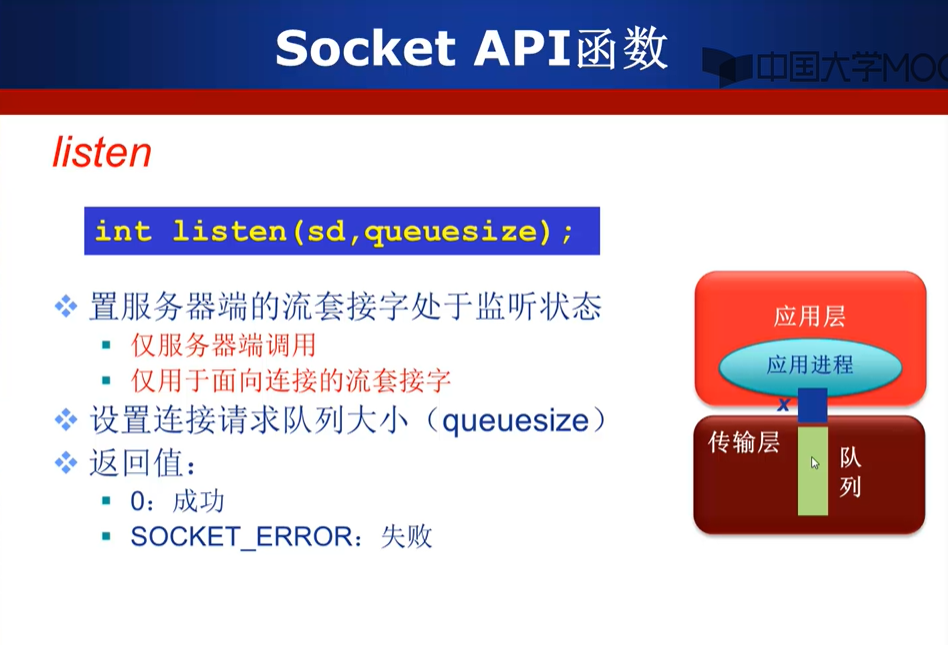 Socket API函数
中国大学MOO
listen
int listen(sd,queuesize);
置服务器端的流套接字处于监听状态
仅服务器端调用
仅用于面向连接的流套接字
设置连接请求队列大小（queuesize）
返回值：
0：成功
SOCKET_ERROR：失败
应用层
应用进程
x
传输层
队
列